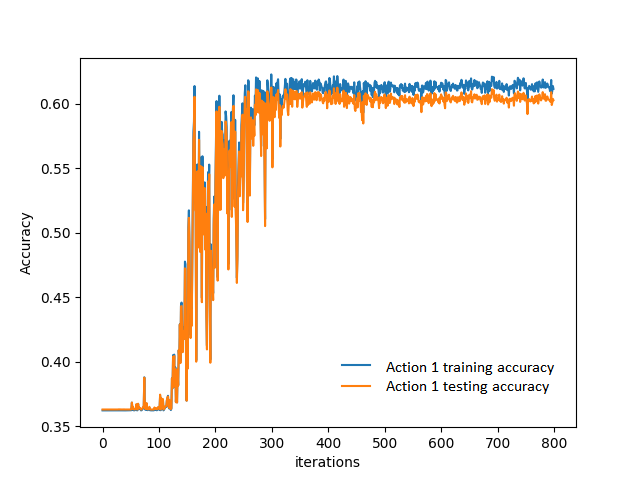 Accuracy
0.60
0.55
0.50
0.45
0.40
0.35
Action 1 training accuracy
Action 1 testing accuracy
0 100 200 300 400 500 600 700 800
iterations